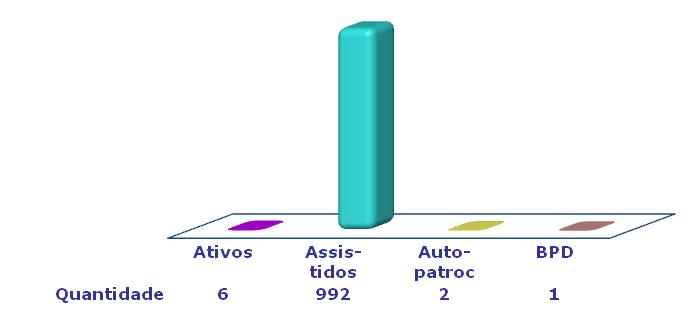 Ativos Assis- Auto- BPD
tidos patroc
Quantidade 6 992 2 1